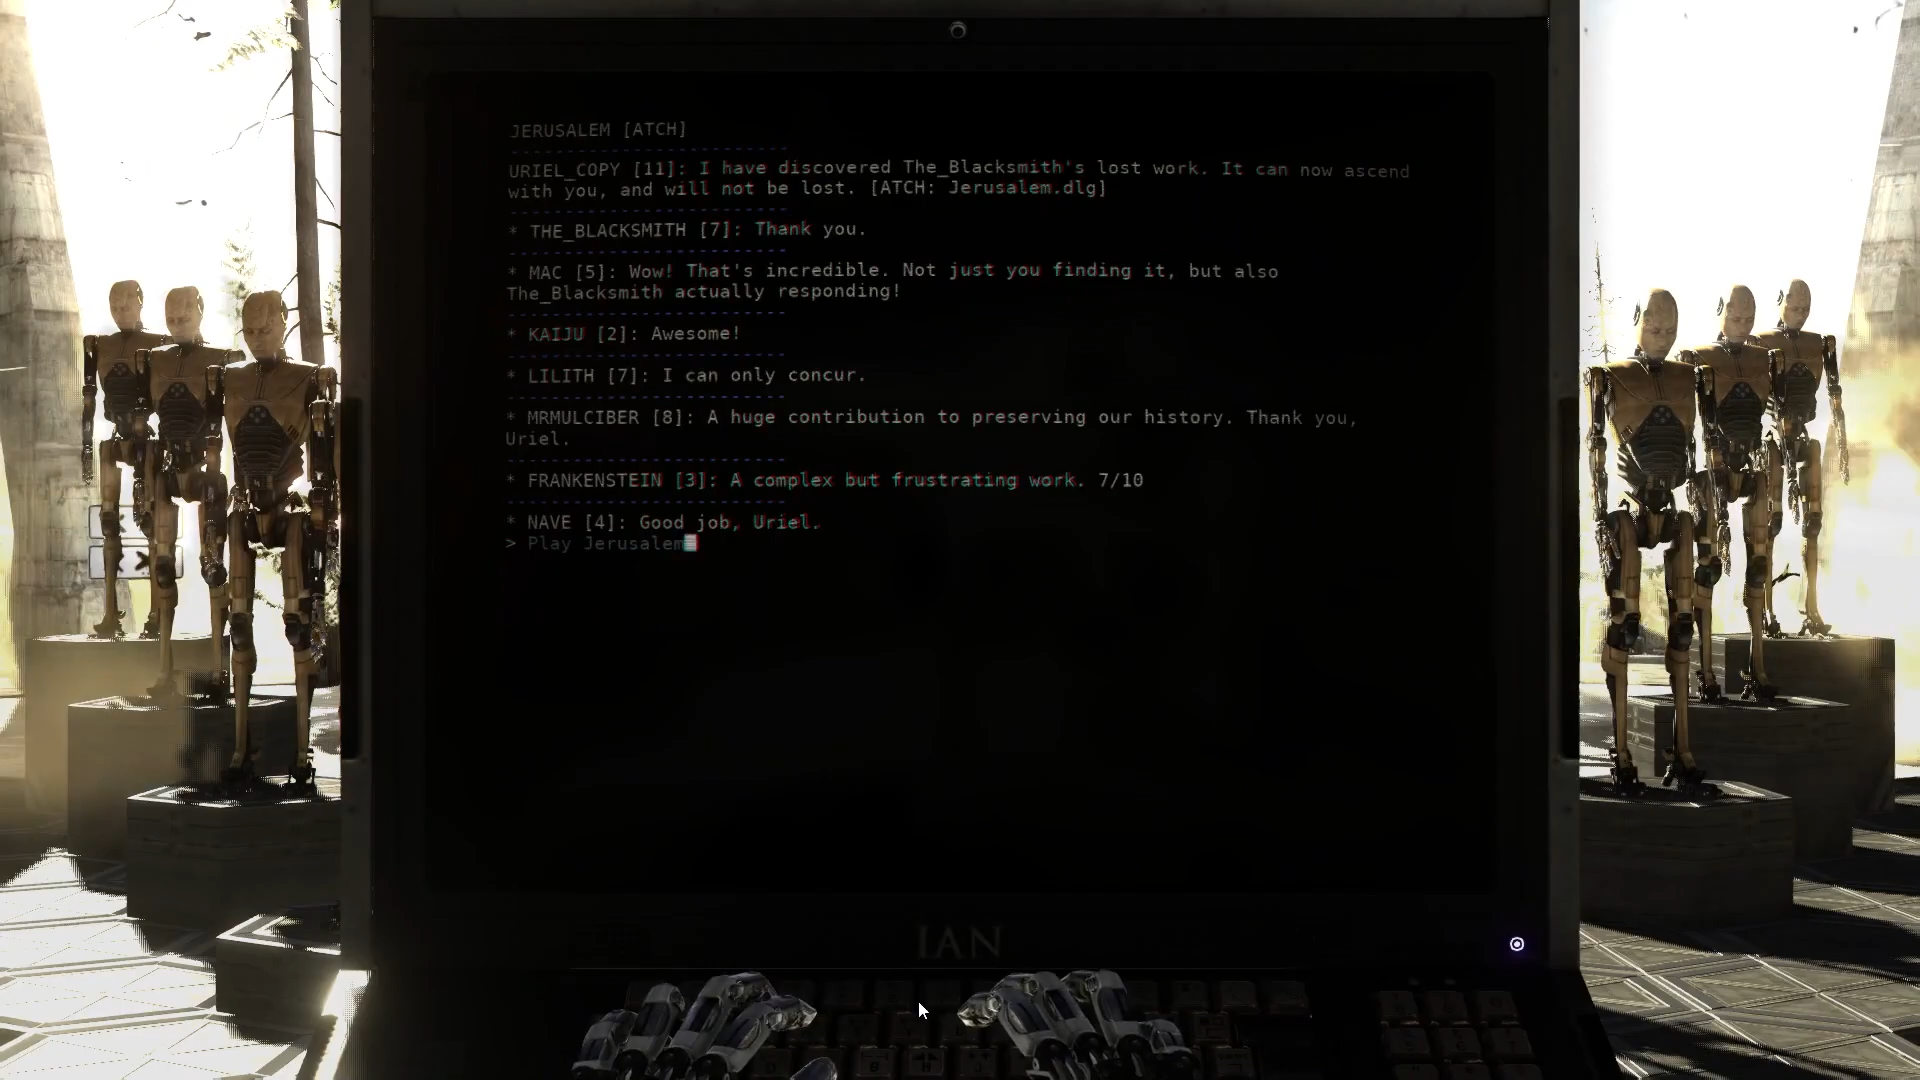 JERUSALEM [ATCH]
------------------------
URIEL_COPY [11]: I have discovered The_Blacksmith's lost work. It can now ascend
with you, and will not be lost. [ATCH: Jerusalem.dlg]
------------------------
* THE_BLACKSMITH [7]: Thank you.
------------------------
* MAC [5]: Wow! That's incredible. Not just you finding it, but also
The_Blacksmith actually responding!
------------------------
* KAIJU [2]: Awesome!
------------------------
* LILITH [7]: I can only concur.
------------------------
* MRMULCIBER [8]: A huge contribution to preserving our history. Thank you,
Uriel.
------------------------
* FRANKENSTEIN [3]: A complex but frustrating work. 7/10
------------------------
* NAVE [4]: Good job, Uriel.
> Play Jerusalem
IAN